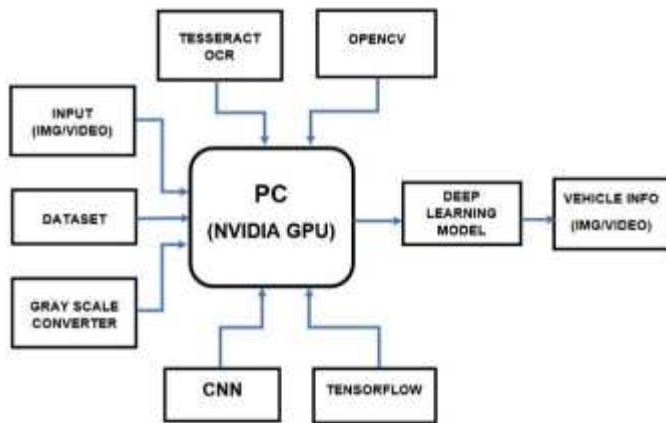 TESSERACT
OCR
OPENCV
INPUT
(IMG/VIDEO)
PC
(NVIDIA GPU)
DATASET
DEEP
LEARNING
MODEL
VEHICLE INFO
(IMG/VIDEO)
GRAY SCALE
CONVERTER
CNN
TENSORFLOW